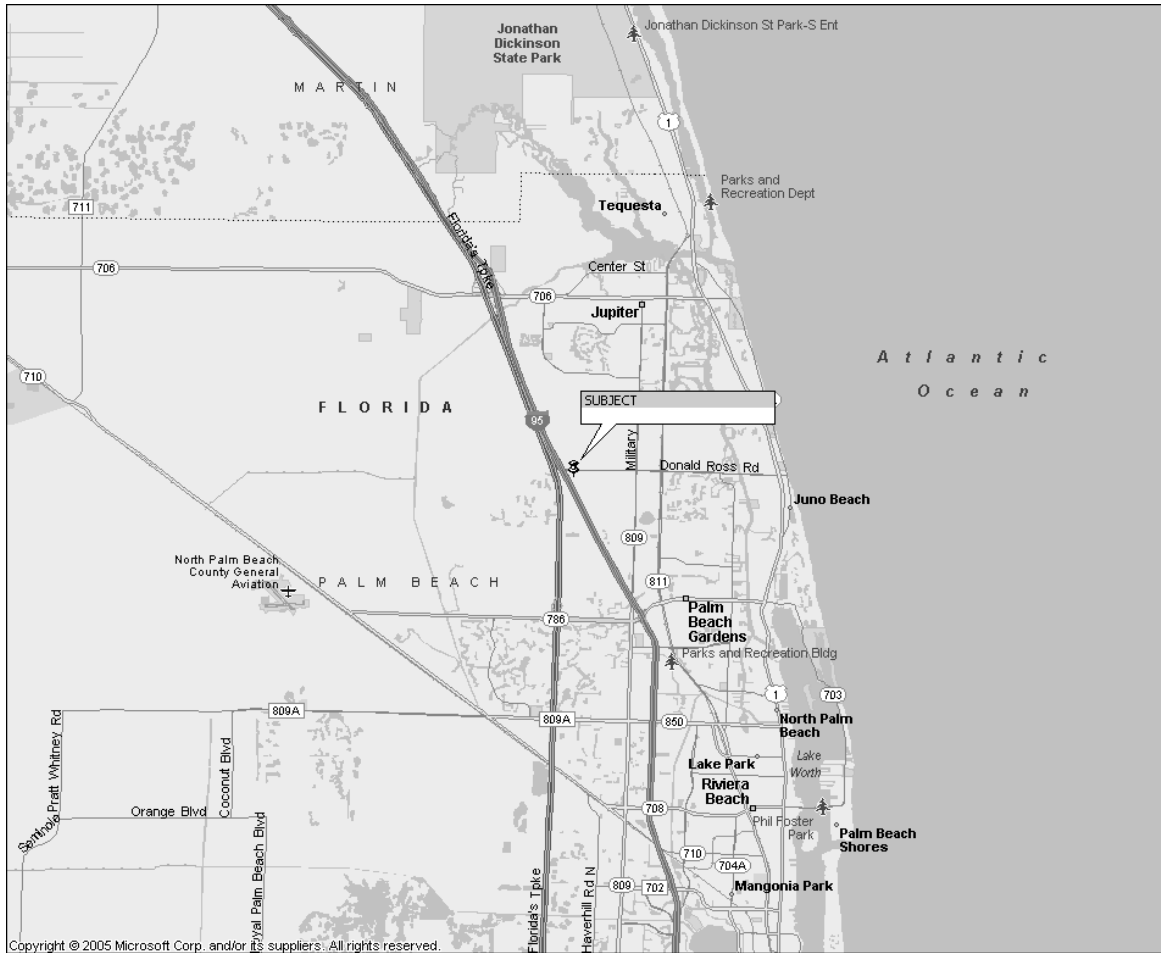 Jonathan Dickinson St Park-S Ent
Jonathan
Dickinson
State Park
MARTIN
1
Parks and
Recreation Dept
711
Tequesta
Florida's Tpke
706
Center St
706
Jupiter
Atlantic
Ocean
710
FLORIDA
SUBJECT
95
Military
Donald Ross Rd
Juno Beach
809
North Palm Beach
County General
Aviation
PALM BEACH
811
786
Palm
Beach
Gardens
Parks and Recreation Bldg
1
703
809A
809A
850
North Palm
Beach
Seminole Pratt Whitney Rd
Coconut Blvd
Lake Park
Lake
Worth
Riviera
Beach
Orange Blvd
708
Phil Foster
Park
Palm Beach
Shores
Royal Palm Beach Blvd
710
704A
Florida's Tpke
Haverhill Rd N
809
702
Mangonia Park
Copyright © 2005 Microsoft Corp. and/or its suppliers. All rights reserved.